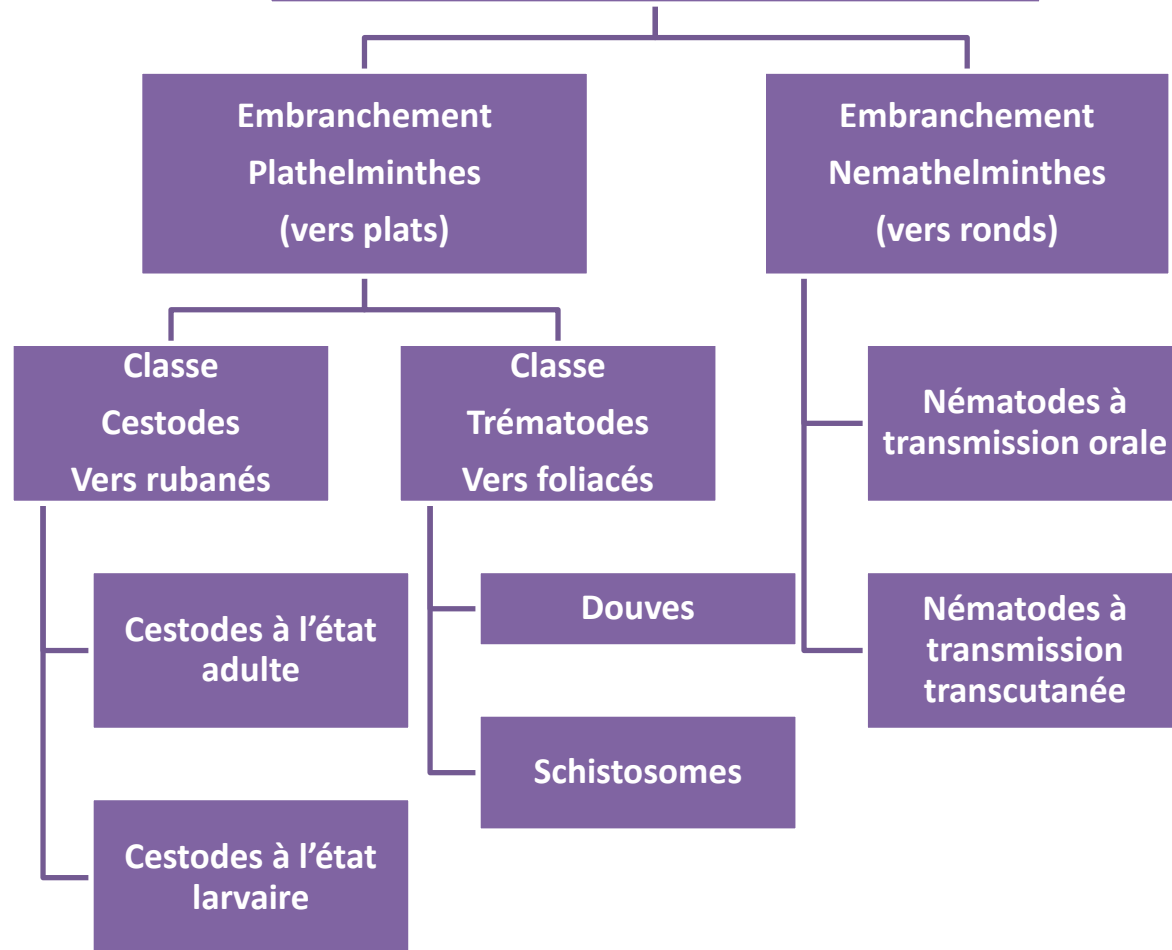 Embranchement
Plathelminthes
(vers plats)
Embranchement
Nemathelminthes
(vers ronds)
Classe
Cestodes
Vers rubanés
Classe
Trématodes
Vers foliacés
Nématodes à
transmission orale
Cestodes à l’état
adulte
Douves
Nématodes à
transmission
transcutanée
Schistosomes
Cestodes à l’état
larvaire